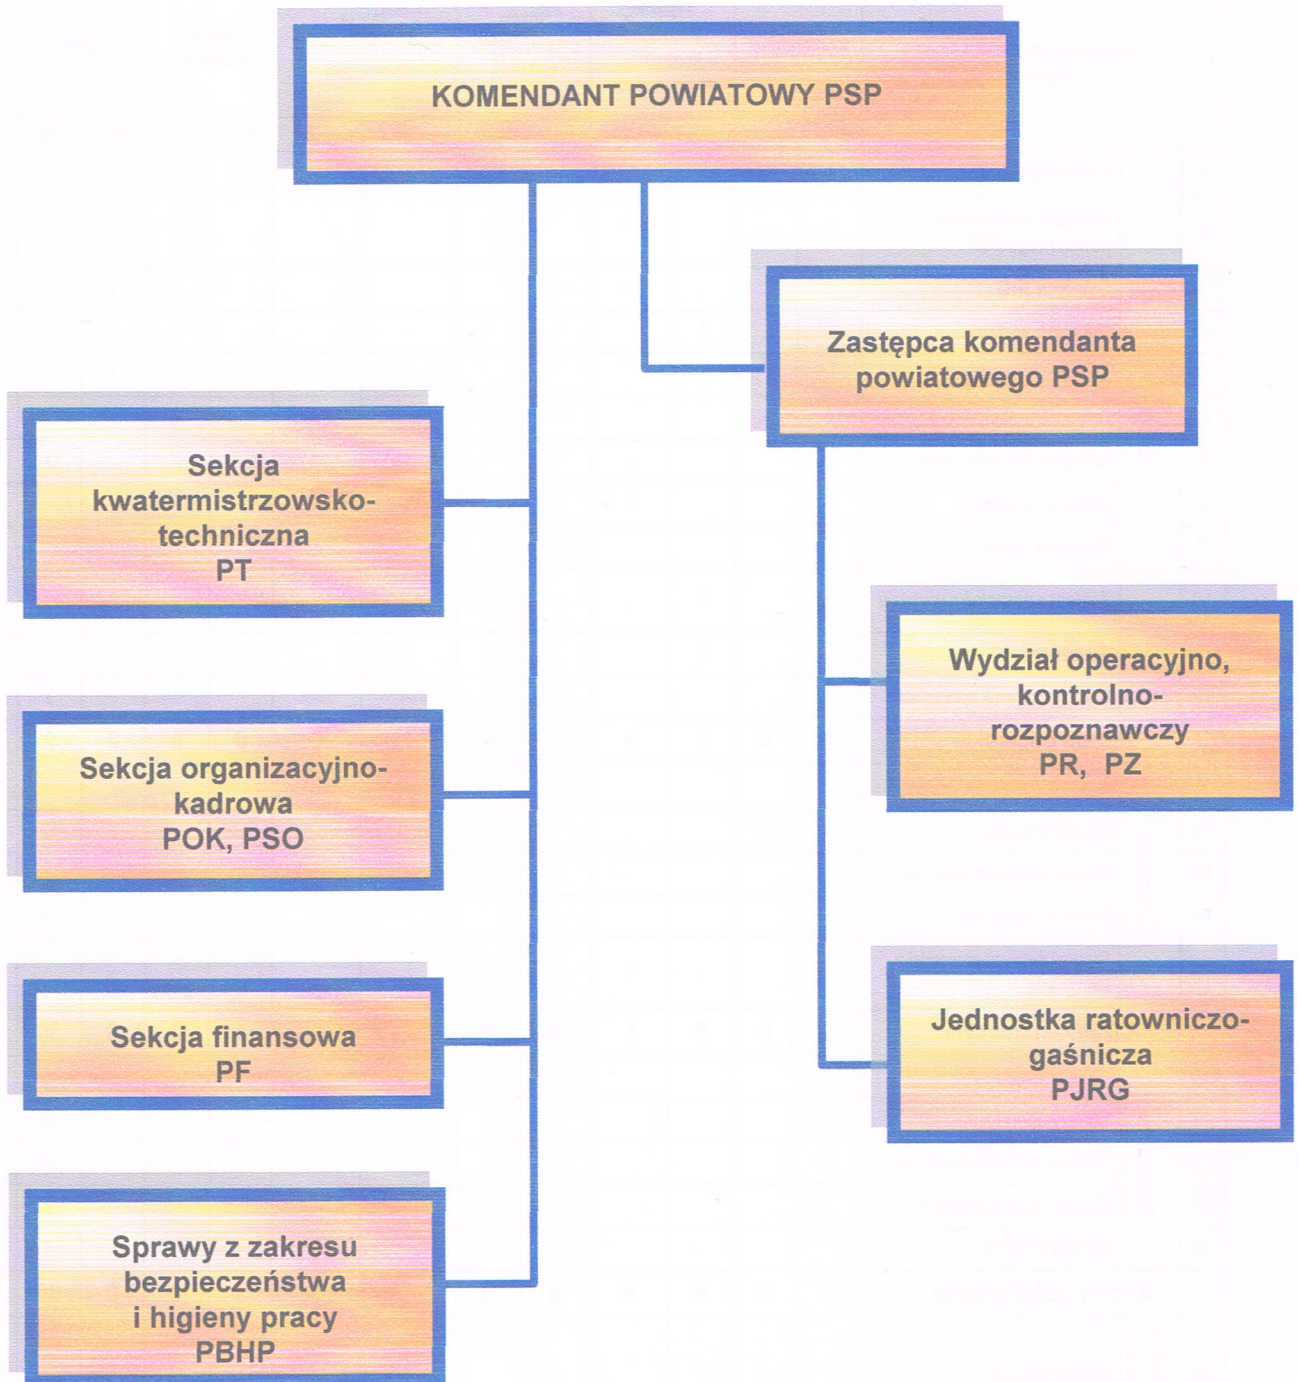 KOMENDANT POWIATOWY PSP
Zastępca komendanta
powiatowego PSP
Sekcja
kwatermistrzowsko-
techniczna
PT
Sekcja organizacyjno-
kadrowa
POK, PSO
Sekcja finansowa
PF
Sprawy z zakresu
bezpieczeństwa
i higieny pracy
PBHP
Wydział operacyjno,
kontrolno-
rozpoznawczy
PR, PZ
Jednostka ratowniczo-
gaśnicza
PJRG